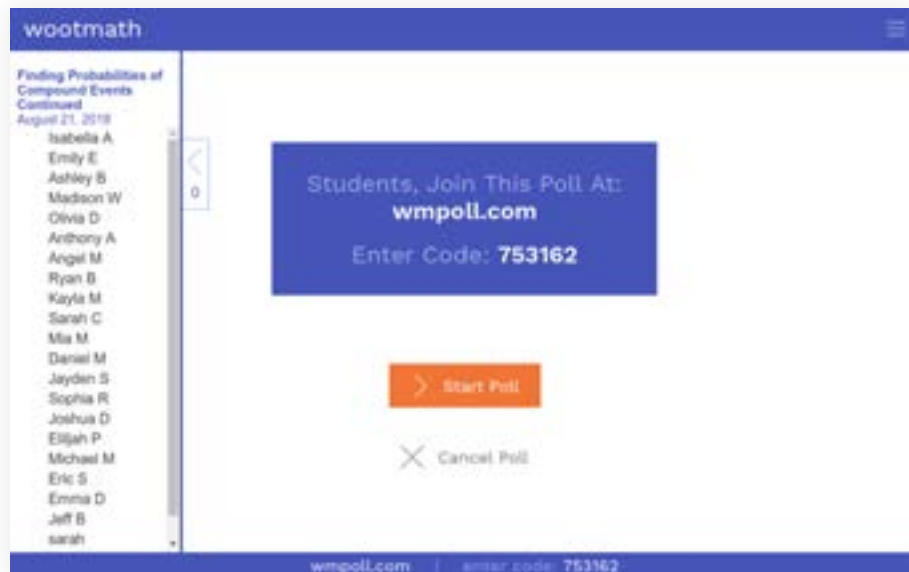 wootmath
Finding Probabilities of
Compound Events
Continued
August 21, 2018
Isabella A
Emily E
Ashley B
Madison W
Olivia D
Anthony A
Angel M
Ryan B
Kayla M
Sarah C
Mia M
Daniel M
Jayden S
Sophia R
Joshua D
Elijah P
Michael M
Eric S
Emma D
Jeff B
sarah
0
Students, Join This Poll At:
wmpoll.com
Enter Code: 753162
Start Poll
Cancel Poll
wmpoll.com | enter code: 753162